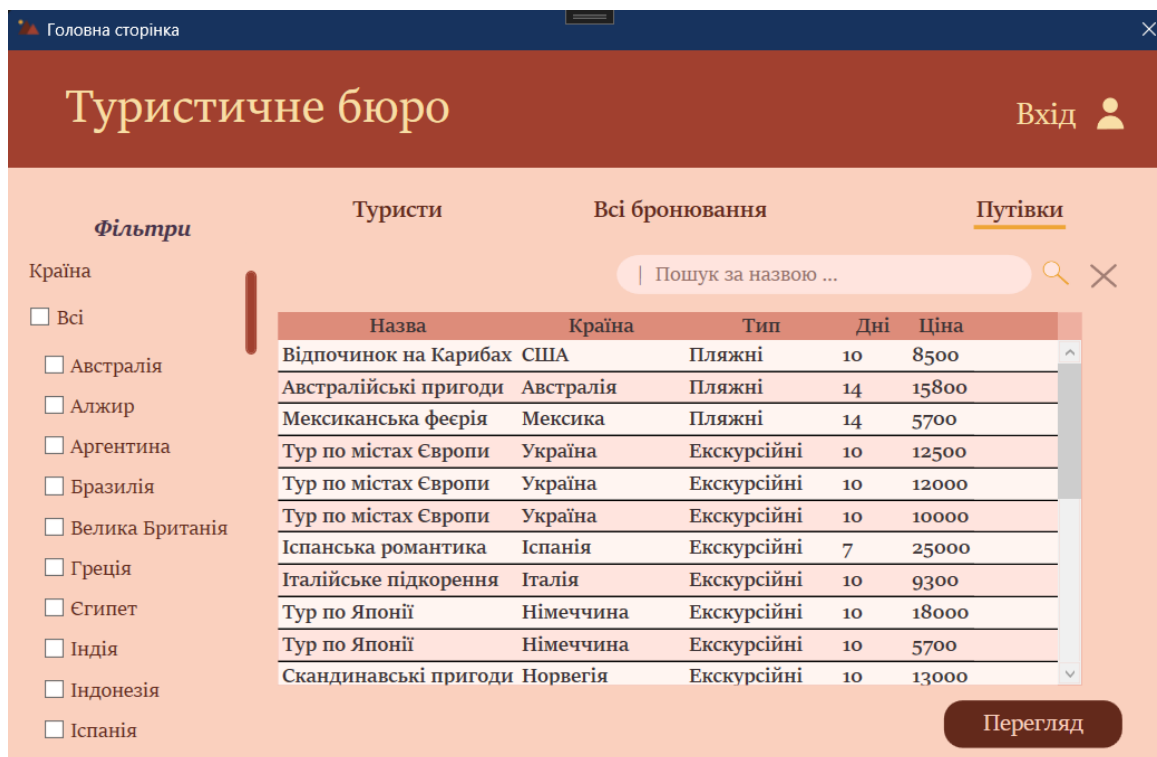 Головна сторінка
Туристичне бюро
Вхід
Туристи Всі бронювання Путівки
Фільтри
Країна
Пошук за назвою ...
Всі
Австралія
Алжир
Аргентина
Бразилія
Велика Британія
Греція
Єгипет
Індія
Індонезія
Іспанія
Назва Країна Тип Дні Ціна
Відпочинок на Карибах США Пляжні 10 8500
Австралійські пригоди Австралія Пляжні 14 15800
Мексиканська феєрія Мексика Пляжні 14 5700
Тур по містах Європи Україна Екскурсійні 10 12500
Тур по містах Європи Україна Екскурсійні 10 12000
Тур по містах Європи Україна Екскурсійні 10 10000
Іспанська романтика Іспанія Екскурсійні 7 25000
Італійське підкорення Італія Екскурсійні 10 9300
Тур по Японії Німеччина Екскурсійні 10 18000
Тур по Японії Німеччина Екскурсійні 10 5700
Скандинавські пригоди Норвегія Екскурсійні 10 13000
Перегляд